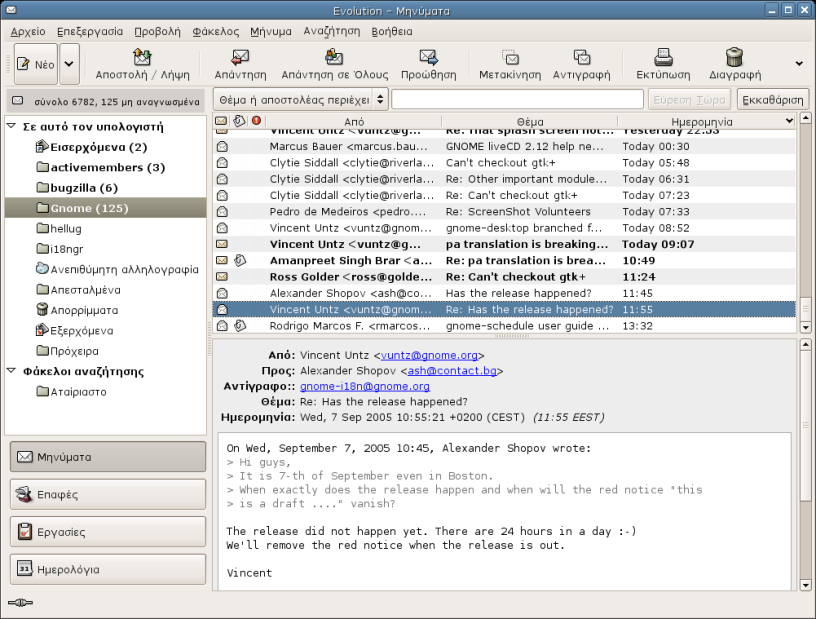 Evolution - Μηνύματα
Αρχείο Επεξεργασία Προβολή Φάκελος Μήνυμα Αναζήτηση Βοήθεια
Νέο Αποστολή / Λήψη Απάντηση Απάντηση σε Όλους Προώθηση Μετακίνηση Αντιγραφή Εκτύπωση Διαγραφή
σύνολο 6782, 125 μη αναγνωσμένα
Θέμα ή αποστολέας περιέχει Εύρεση Τώρα Εκκαθάριση
Σε αυτό τον υπολογιστή
Εισερχόμενα (2)
activemembers (3)
bugzilla (6)
Gnome (125)
hellug
i18ngr
Ανεπιθύμητη αλληλογραφία
Απεσταλμένα
Απορρίμματα
Εξερχόμενα
Πρόχειρα
Φάκελοι αναζήτησης
Αταίριαστο
Μηνύματα
Επαφές
Εργασίες
31 Ημερολόγια
Από Θέμα Ημερομηνία
Vincent Untz <vuntz@g... Re: That splash screen not... Yesterday 22:53
Marcus Bauer <marcus.bau... GNOME liveCD 2.12 help ne... Today 00:30
Clytie Siddall <clytie@riverla... Can't checkout gtk+ Today 05:48
Clytie Siddall <clytie@riverla... Re: Other important module... Today 06:31
Clytie Siddall <clytie@riverla... Re: Can't checkout gtk+ Today 07:23
Pedro de Medeiros <pedro.... Re: ScreenShot Volunteers Today 07:33
Vincent Untz <vuntz@gnom... gnome-desktop branched f... Today 08:52
Vincent Untz <vuntz@g... pa translation is breaking... Today 09:07
Amanpreet Singh Brar <a... Re: pa translation is brea... 10:49
Ross Golder <ross@golde... Re: Can't checkout gtk+ 11:24
Alexander Shopov <ash@co... Has the release happened? 11:45
Vincent Untz <vuntz@gnom... Re: Has the release happened? 11:55
Rodrigo Marcos F. <rmarcos... gnome-schedule user guide ... 13:32
Από: Vincent Untz <vuntz@gnome.org>
Προς: Alexander Shopov <ash@contact.bg>
Αντίγραφο:: gnome-i18n@gnome.org
Θέμα: Re: Has the release happened?
Ημερομηνία: Wed, 7 Sep 2005 10:55:21 +0200 (CEST) (11:55 EEST)
On Wed, September 7, 2005 10:45, Alexander Shopov wrote:
> Hi guys,
> It is 7-th of September even in Boston.
> When exactly does the release happen and when will the red notice "this
> is a draft ...." vanish?
The release did not happen yet. There are 24 hours in a day :-)
We'll remove the red notice when the release is out.
Vincent